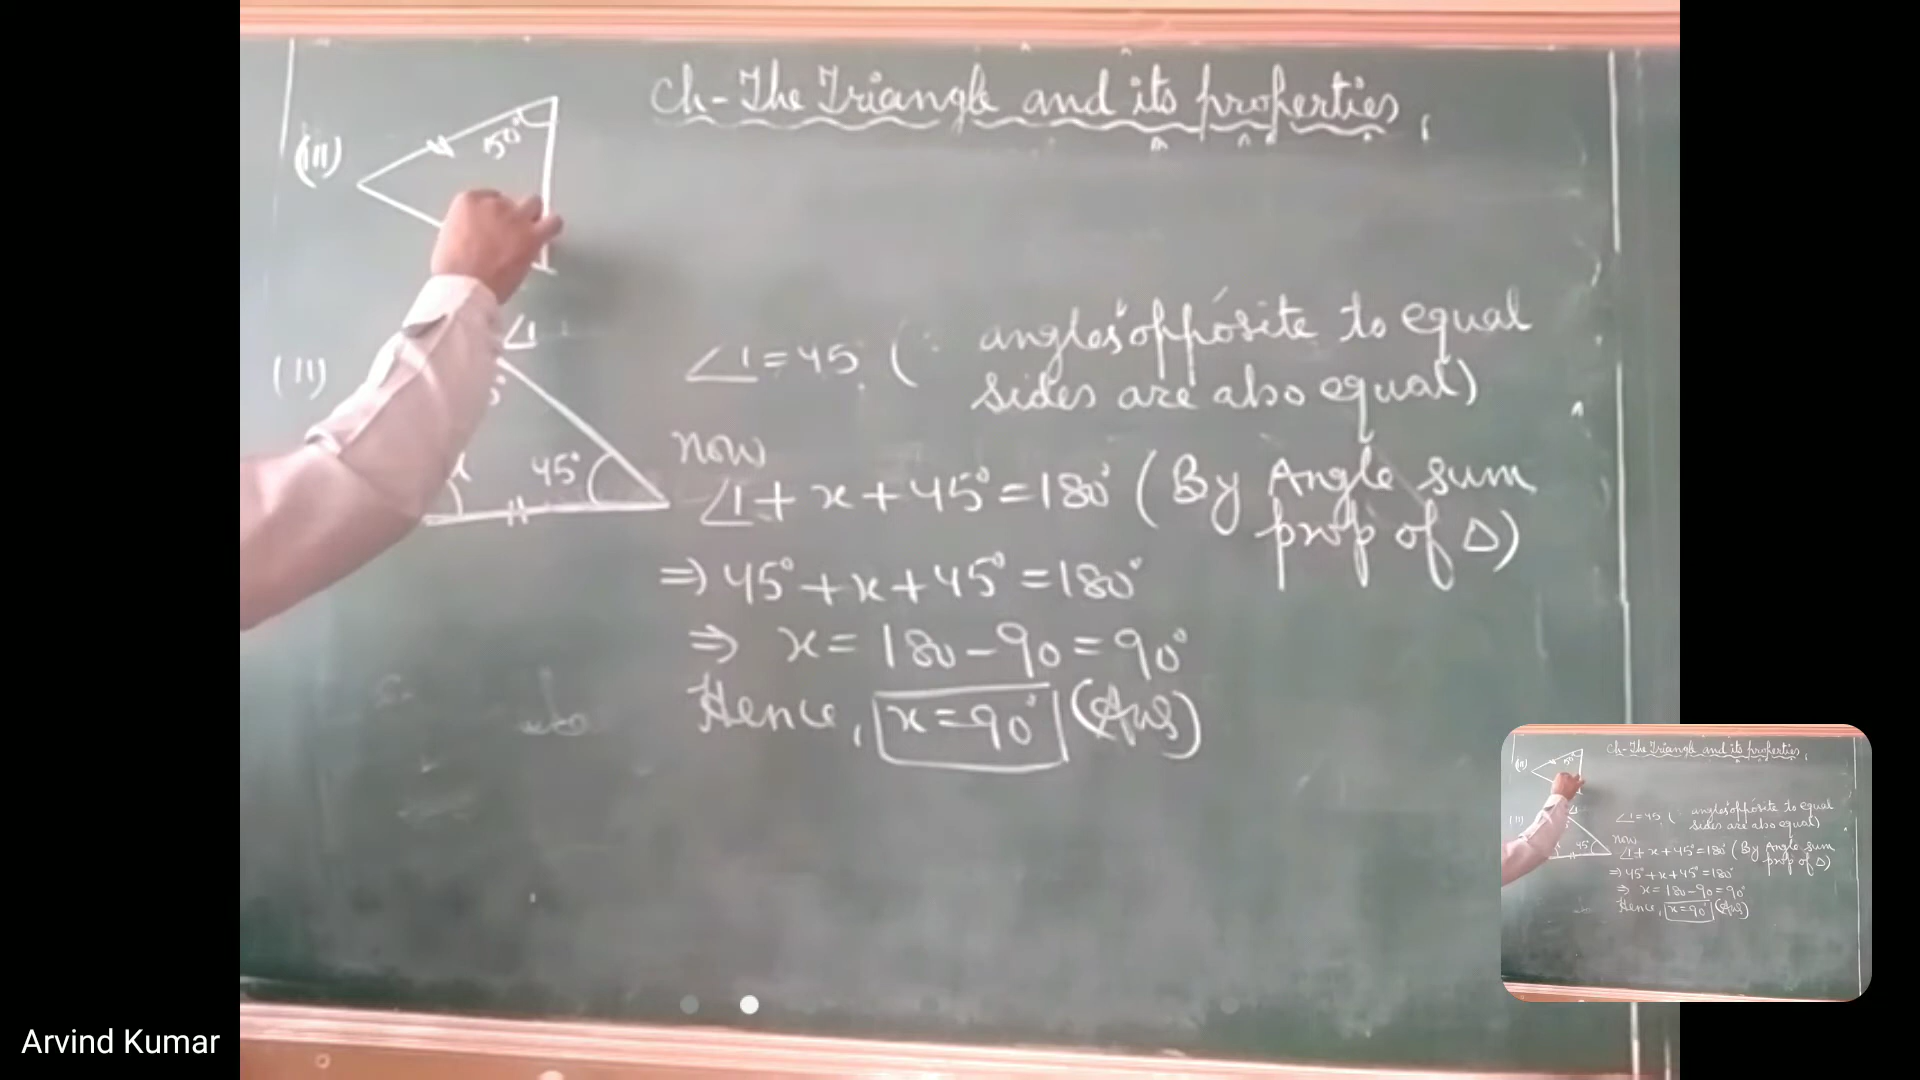 Ch- The Triangle and its properties,
(iii)
50°
∠1
(ii)
45°
∠1 = 45 (∵ angles opposite to equal
sides are also equal)
now
∠1 + x + 45° = 180° (By Angle sum
prop of Δ)
⇒ 45° + x + 45° = 180°
⇒ x = 180 - 90 = 90°
Hence, x = 90° (Ans)
Arvind Kumar